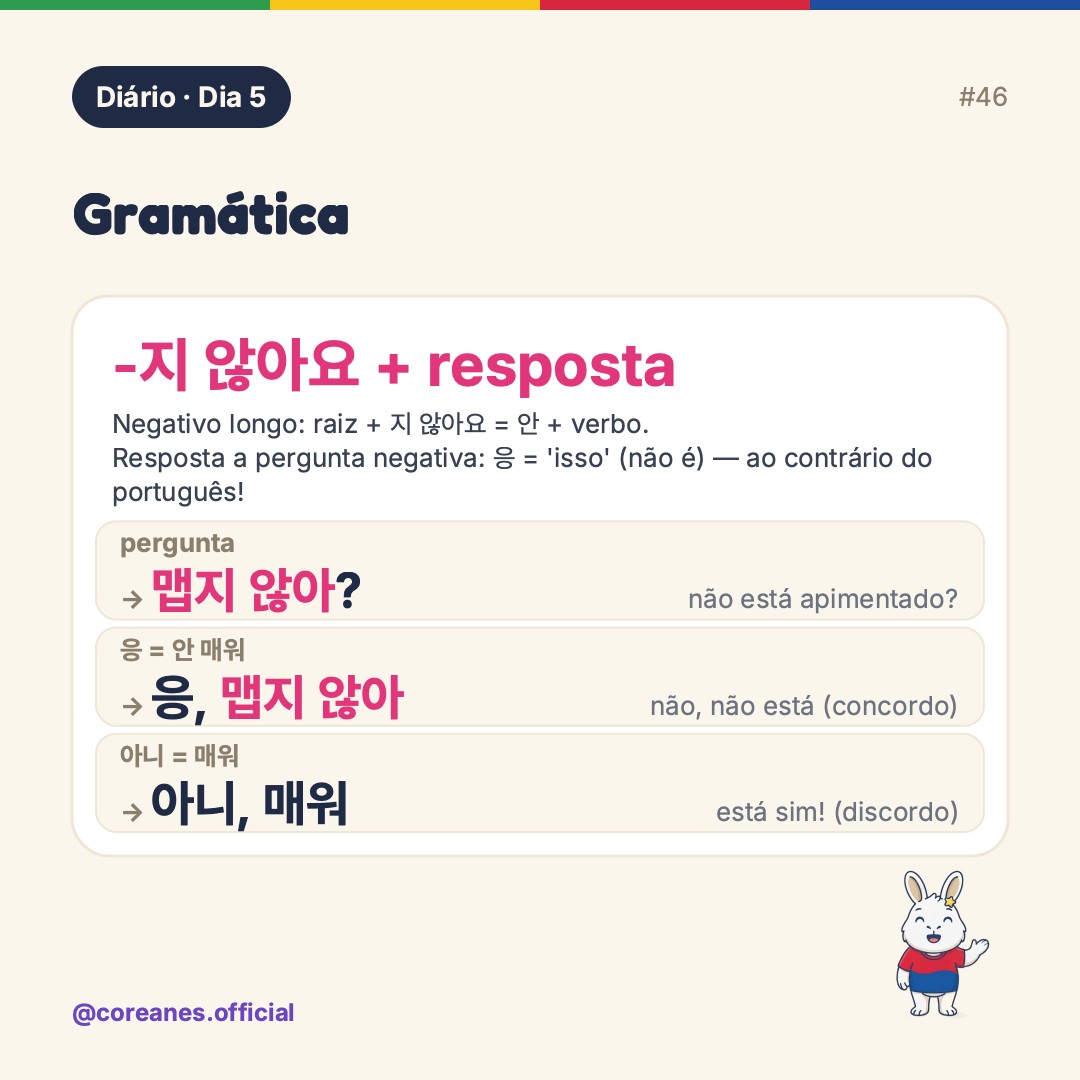 Diário · Dia 5
#46
Gramática
-지 않아요 + resposta
Negativo longo: raiz + 지 않아요 = 안 + verbo.
Resposta a pergunta negativa: 응 = 'isso' (não é) — ao contrário do
português!
pergunta
→ 맵지 않아? não está apimentado?
응 = 안 매워
→ 응, 맵지 않아 não, não está (concordo)
아니 = 매워
→ 아니, 매워 está sim! (discordo)
@coreanes.official